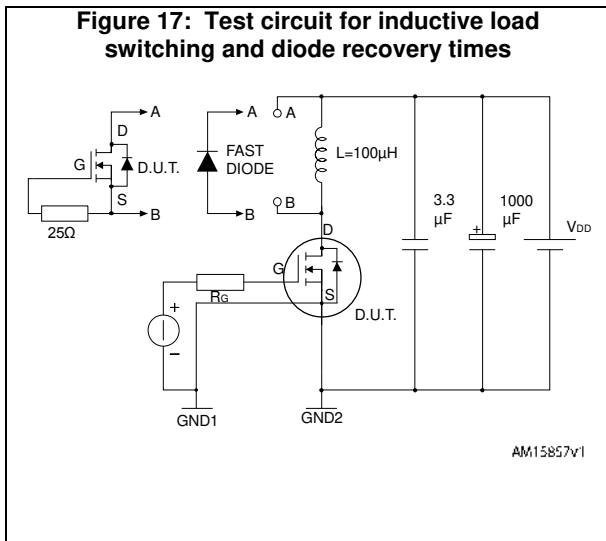 Figure 17: Test circuit for inductive load
switching and diode recovery times
A
D
G
D.U.T.
S
B
25Ω
A
FAST
DIODE
B
A
L=100µH
B
D
G
S
D.U.T.
RG
+
−
3.3
µF
+
1000
µF
VDD
GND1
GND2
AM15857v1